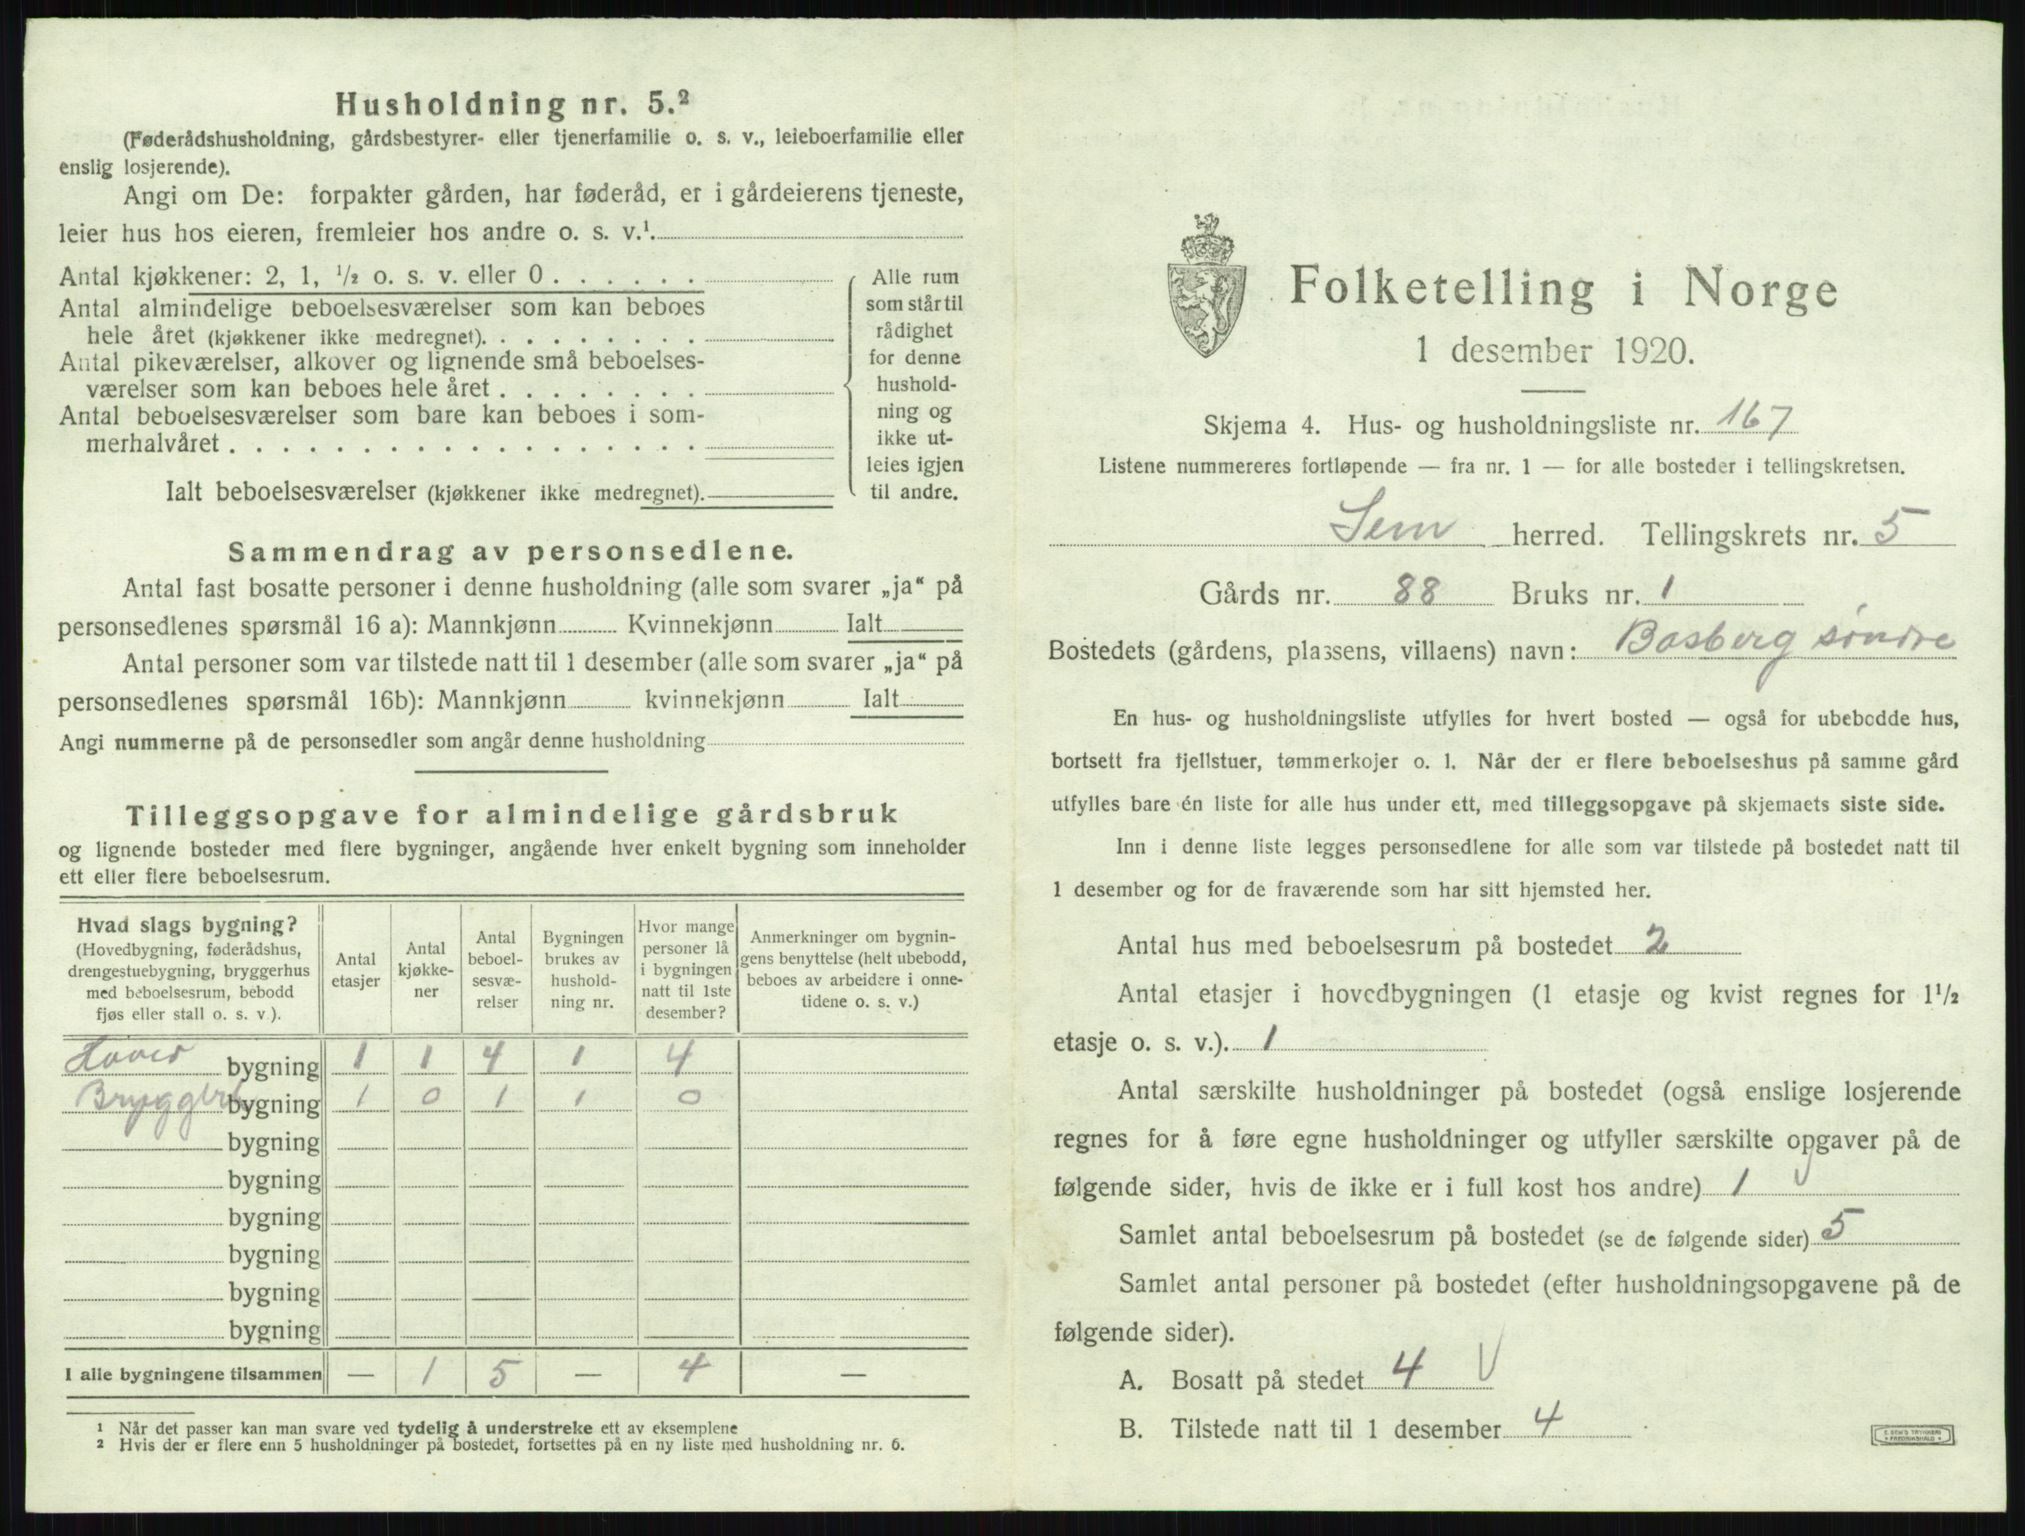 Husholdning nr. 5.²
(Føderådshusholdning, gårdsbestyrer- eller tjenerfamilie o. s. v., leieboerfamilie eller
enslig losjerende).
Angi om De: forpakter gården, har føderåd, er i gårdeierens tjeneste,
leier hus hos eieren, fremleier hos andre o. s. v.¹.
Antal kjøkkener: 2, 1, ½ o. s. v. eller 0 . . . . . .
Antal almindelige beboelsesværelser som kan beboes
hele året (kjøkkener ikke medregnet). . . . . . . . .
Antal pikeværelser, alkover og lignende små beboelses-
værelser som kan beboes hele året . . . . . . . .
Antal beboelsesværelser som bare kan beboes i som-
merhalvåret . . . . . . . . . . . . . . . . . .
Ialt beboelsesværelser (kjøkkener ikke medregnet).
Alle rum
som står til
rådighet
for denne
hushold-
ning og
ikke ut-
leies igjen
til andre.
Sammendrag av personsedlene.
Antal fast bosatte personer i denne husholdning (alle som svarer „ja“ på
personsedlenes spørsmål 16 a): Mannkjønn Kvinnekjønn Ialt
Antal personer som var tilstede natt til 1 desember (alle som svarer „ja“ på
personsedlenes spørsmål 16b): Mannkjønn kvinnekjønn Ialt
Angi nummerne på de personsedler som angår denne husholdning
Tilleggsopgave for almindelige gårdsbruk
og lignende bosteder med flere bygninger, angående hver enkelt bygning som inneholder
ett eller flere beboelsesrum.
Hvad slags bygning?
(Hovedbygning, føderådshus,
drengestuebygning, bryggerhus
med beboelsesrum, bebodd
fjøs eller stall o. s. v ).
Antal
etasjer
Antal
kjøkke-
ner
Antal
beboel-
sesvæ-
relser
Bygningen
brukes av
hushold-
ning nr.
Hvor mange
personer lå
i bygningen
natt til 1ste
desember?
Anmerkninger om bygnin-
gens benyttelse (helt ubebodd,
beboes av arbeidere i onne-
tidene o. s. v.)
Hoved bygning 1 1 4 1 4
bygning 1 0 1 1 0
bygning
bygning
bygning
bygning
bygning
bygning
I alle bygningene tilsammen — 1 5 — 4 —
¹ Når det passer kan man svare ved tydelig å understreke ett av eksemplene
² Hvis der er flere enn 5 husholdninger på bostedet, fortsettes på en ny liste med husholdning nr. 6.
Folketelling i Norge
1 desember 1920.
Skjema 4. Hus- og husholdningsliste nr. 167
Listene nummereres fortløpende — fra nr. 1 — for alle bosteder i tellingskretsen.
Sem herred. Tellingskrets nr. 5
Gårds nr. 88 Bruks nr. 1
Bostedets (gårdens, plassens, villaens) navn: Basberg søndre
En hus- og husholdningsliste utfylles for hvert bosted — også for ubebodde hus,
bortsett fra fjellstuer, tømmerkojer o. l. Når der er flere beboelseshus på samme gård
utfylles bare én liste for alle hus under ett, med tilleggsopgave på skjemaets siste side.
Inn i denne liste legges personsedlene for alle som var tilstede på bostedet natt til
1 desember og for de fraværende som har sitt hjemsted her.
Antal hus med beboelsesrum på bostedet 2
Antal etasjer i hovedbygningen (1 etasje og kvist regnes for 1½
etasje o. s. v.). 1
Antal særskilte husholdninger på bostedet (også enslige losjerende
regnes for å føre egne husholdninger og utfyller særskilte opgaver på de
følgende sider, hvis de ikke er i full kost hos andre) 1
Samlet antal beboelsesrum på bostedet (se de følgende sider) 5
Samlet antal personer på bostedet (efter husholdningsopgavene på de
følgende sider).
A. Bosatt på stedet 4
B. Tilstede natt til 1 desember 4